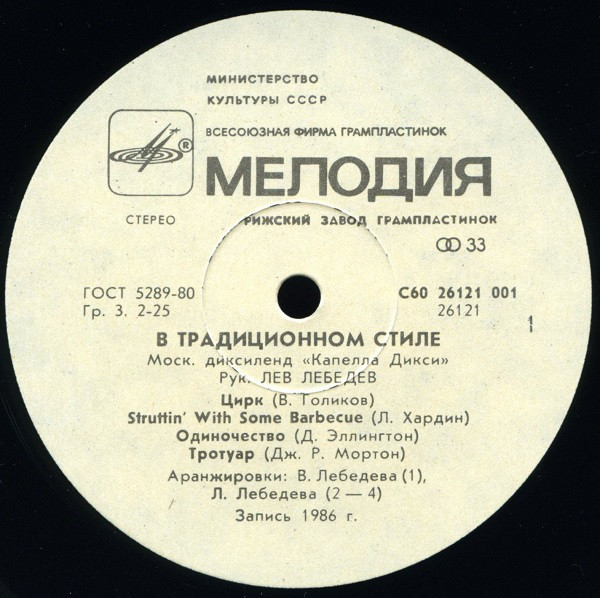 МИНИСТЕРСТВО
КУЛЬТУРЫ СССР
ВСЕСОЮЗНАЯ ФИРМА ГРАМПЛАСТИНОК
® МЕЛОДИЯ
СТЕРЕО РИЖСКИЙ ЗАВОД ГРАМПЛАСТИНОК
33
ГОСТ 5289-80 С60 26121 001
Гр. 3. 2-25 26121
1
В ТРАДИЦИОННОМ СТИЛЕ
Моск. диксиленд «Капелла Дикси»
Рук. ЛЕВ ЛЕБЕДЕВ
Цирк (В. Голиков)
Struttin' With Some Barbecue (Л. Хардин)
Одиночество (Д. Эллингтон)
Тротуар (Дж. Р. Мортон)
Аранжировки: В. Лебедева (1),
Л. Лебедева (2 — 4)
Запись 1986 г.